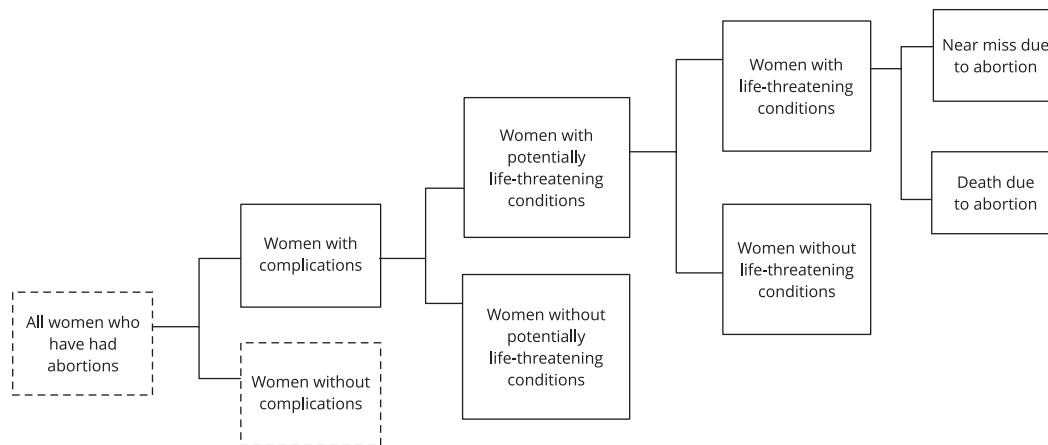 All women who
have had
abortions
Women with
complications
Women without
complications
Women with
potentially
life-threatening
conditions
Women without
potentially
life-threatening
conditions
Women with
life-threatening
conditions
Women without
life-threatening
conditions
Near miss due
to abortion
Death due
to abortion